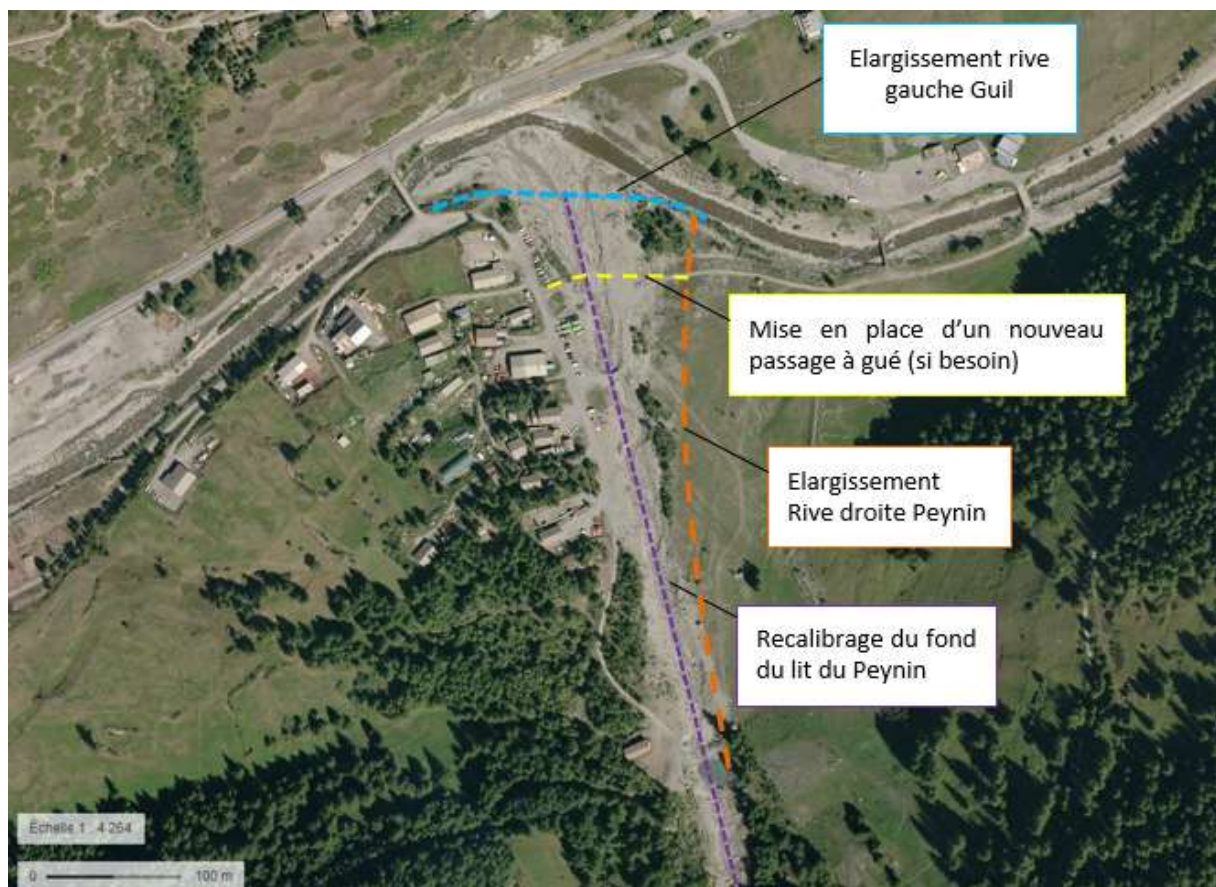 Elargissement rive
gauche Guil
Mise en place d'un nouveau
passage à gué (si besoin)
Elargissement
Rive droite Peynin
Recalibrage du fond
du lit du Peynin
Échelle 1 : 4 264
0 100 m